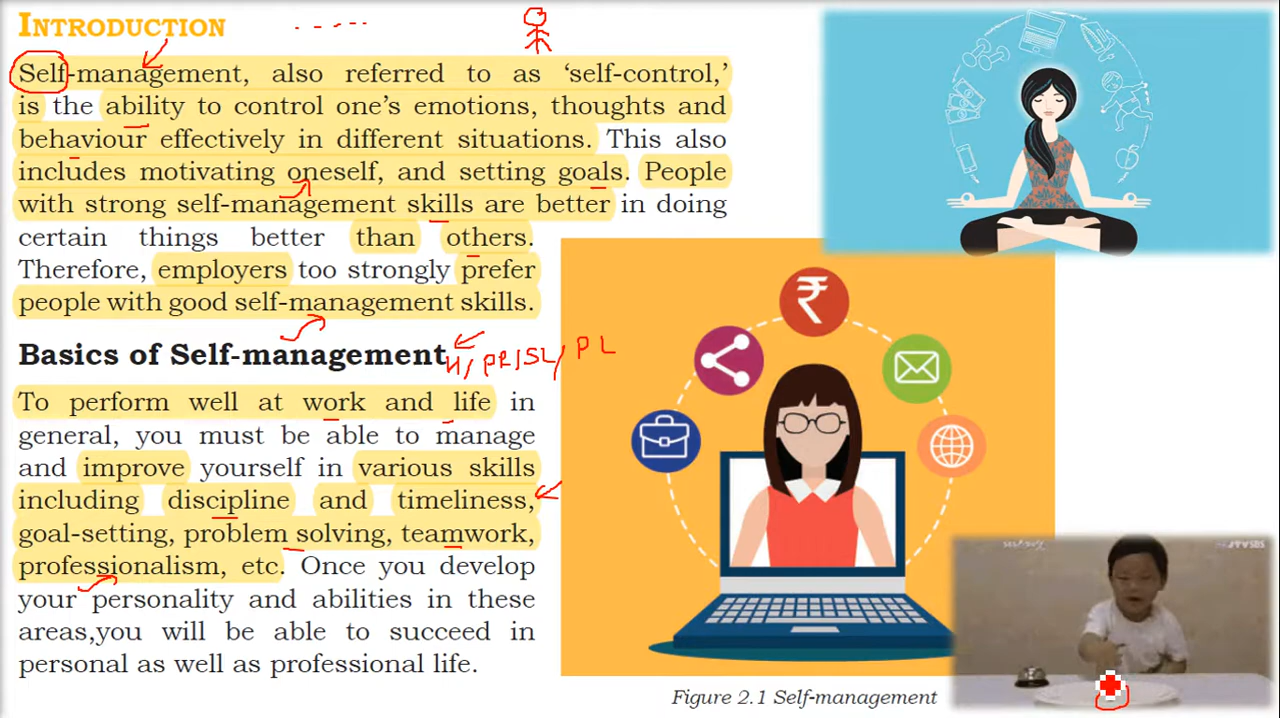 INTRODUCTION
Self-management, also referred to as ‘self-control,’
is the ability to control one’s emotions, thoughts and
behaviour effectively in different situations. This also
includes motivating oneself, and setting goals. People
with strong self-management skills are better in doing
certain things better than others.
Therefore, employers too strongly prefer
people with good self-management skills.
Basics of Self-management
PR/SL/ PL
To perform well at work and life in
general, you must be able to manage
and improve yourself in various skills
including discipline and timeliness,
goal-setting, problem solving, teamwork,
professionalism, etc. Once you develop
your personality and abilities in these
areas,you will be able to succeed in
personal as well as professional life.
₹
Figure 2.1 Self-management